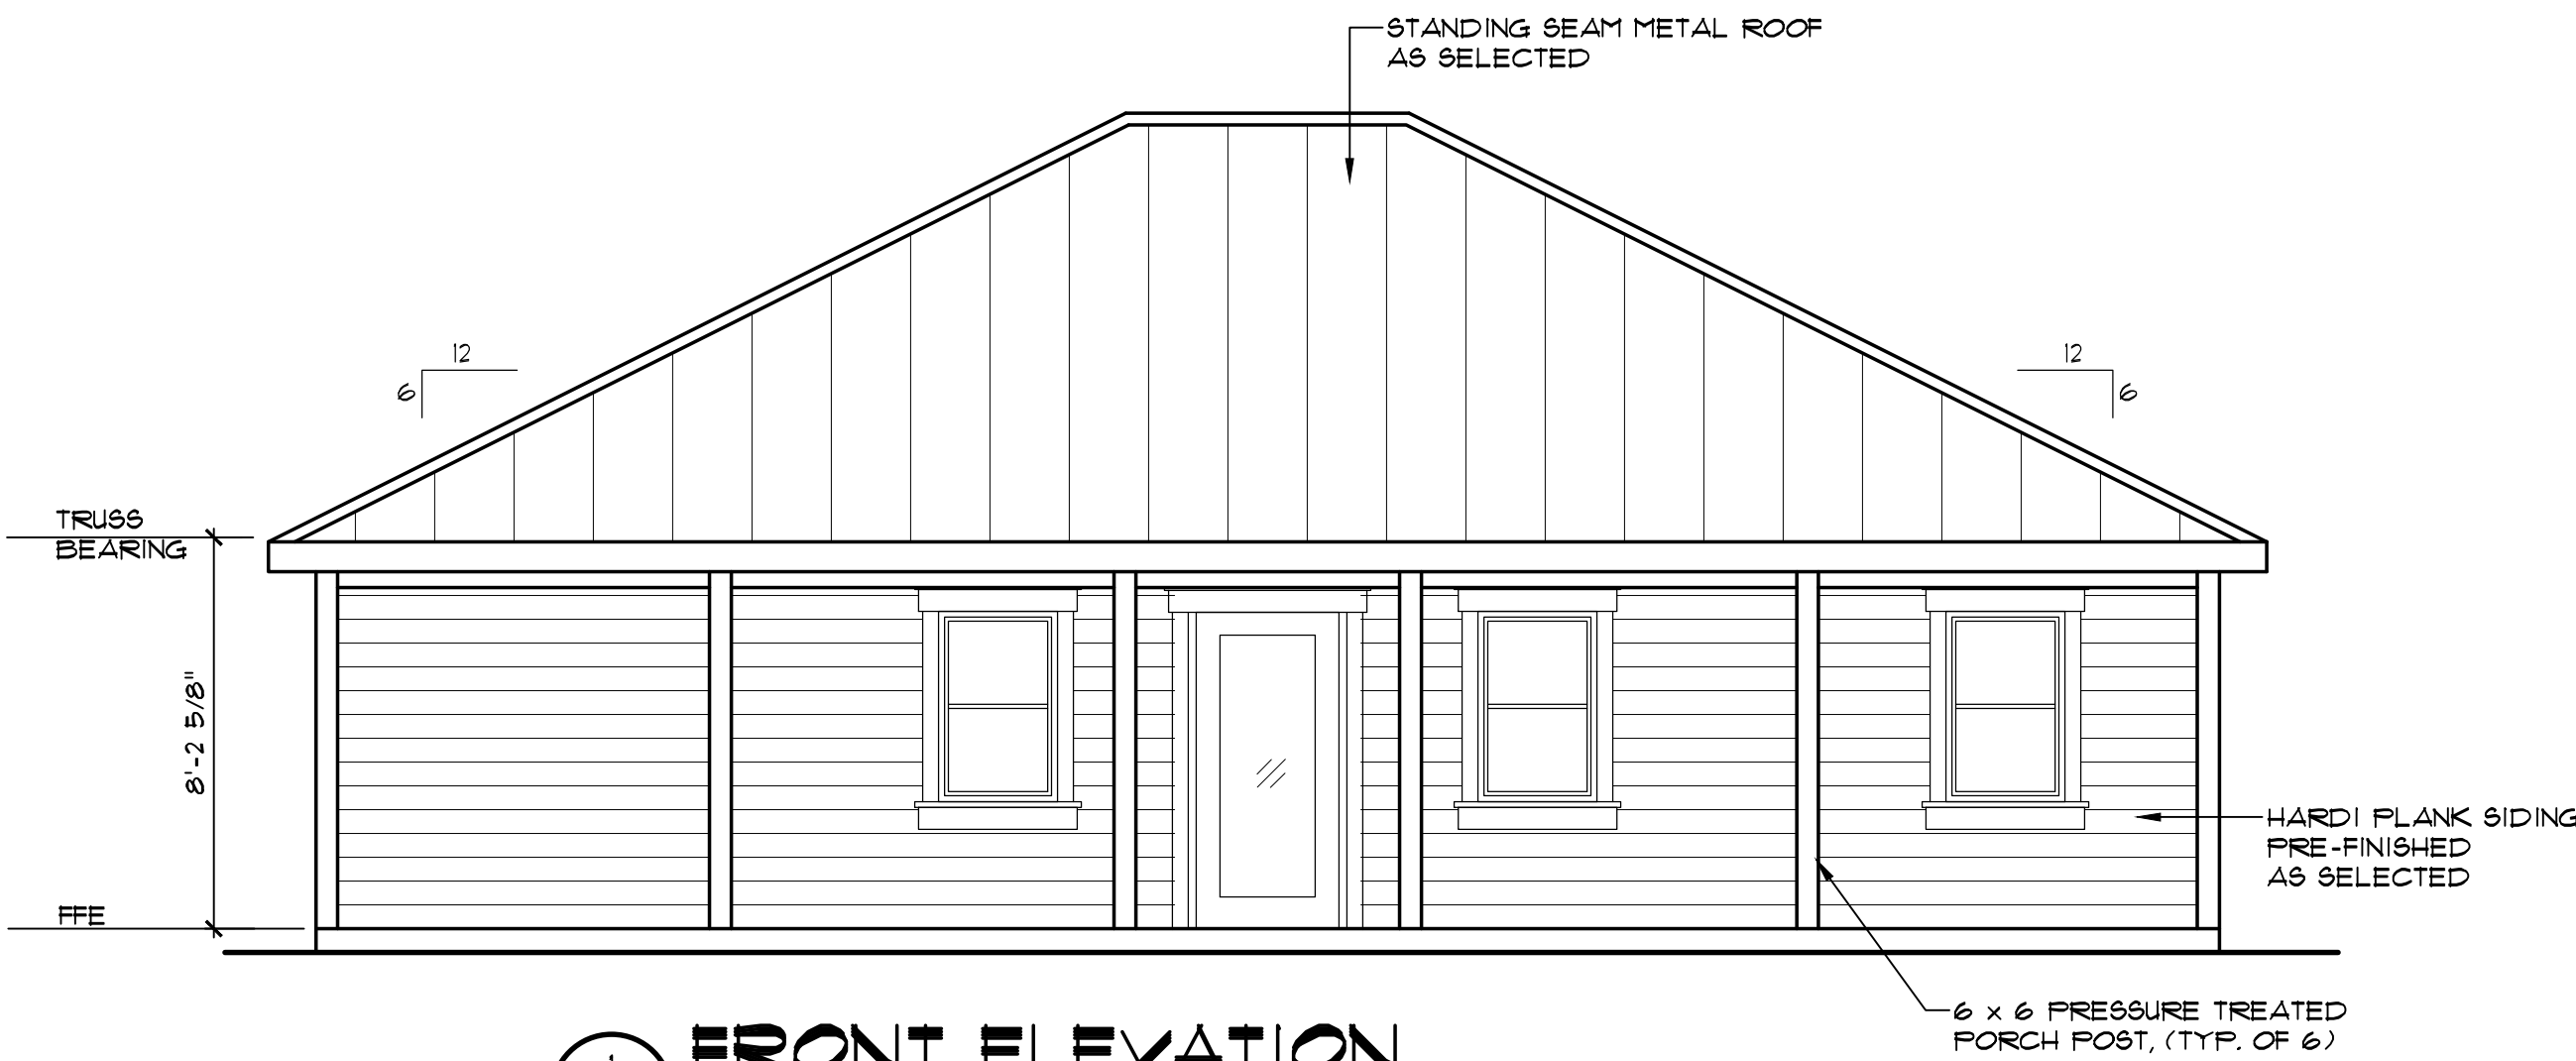 STANDING SEAM METAL ROOF
AS SELECTED
12
6
12
6
TRUSS
BEARING
8'-2 5/8"
FFE
HARDI PLANK SIDING
PRE-FINISHED
AS SELECTED
6 x 6 PRESSURE TREATED
PORCH POST, (TYP. OF 6)
FRONT ELEVATION